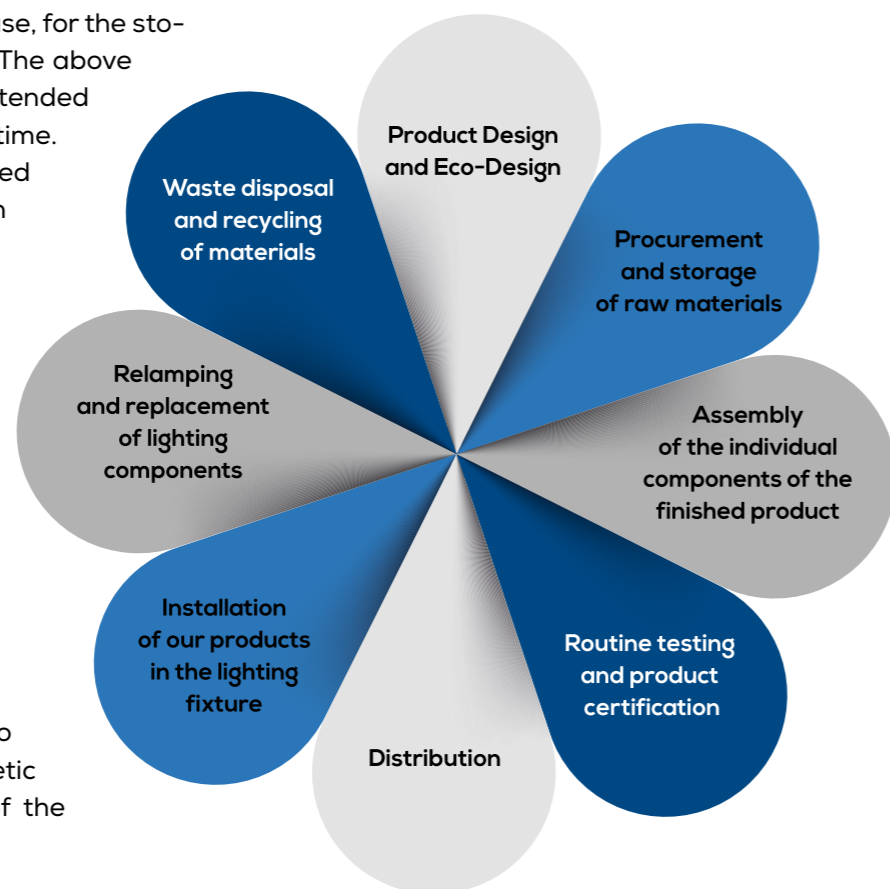 use, for the sto-
The above
tended
time.
ed
Product Design
and Eco-Design
Procurement
and storage
of raw materials
Assembly
of the individual
components of the
finished product
Routine testing
and product
certification
Distribution
Installation
of our products
in the lighting
fixture
Relamping
and replacement
of lighting
components
Waste disposal
and recycling
of materials
etic
f the